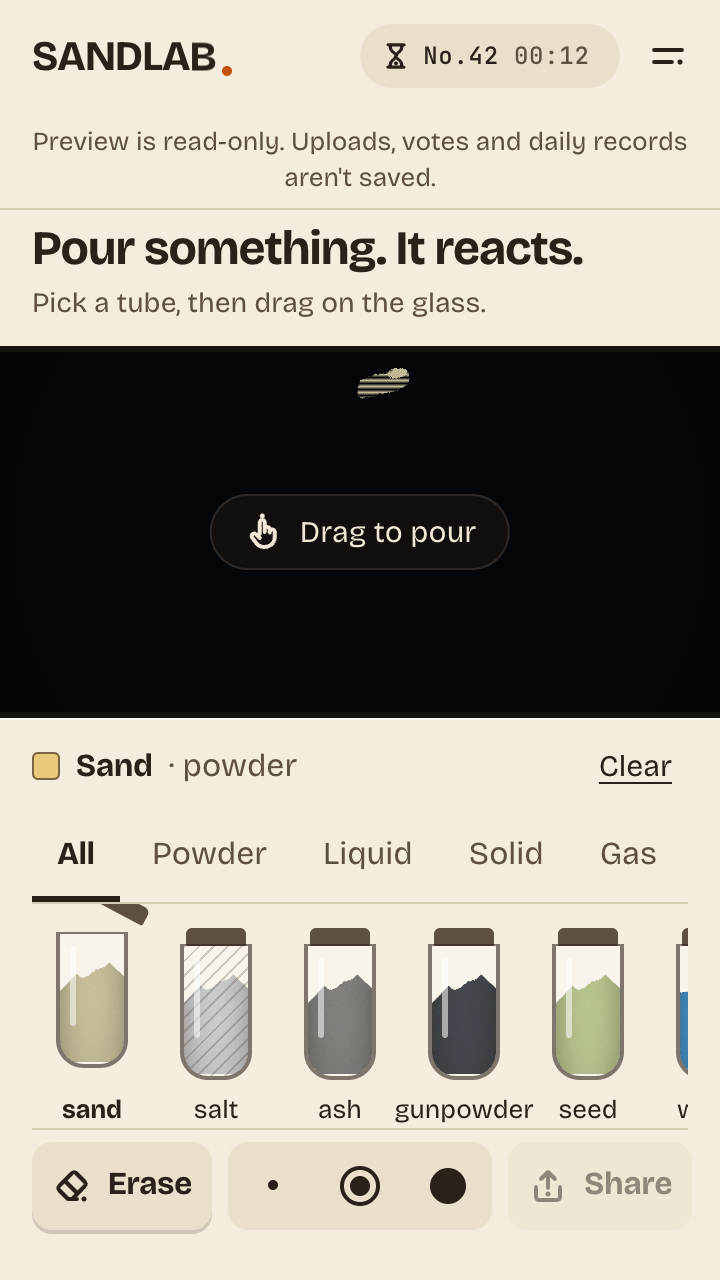 SANDLAB.
No.42 00:12
Preview is read-only. Uploads, votes and daily records
aren't saved.
Pour something. It reacts.
Pick a tube, then drag on the glass.
Drag to pour
Sand · powder
Clear
All Powder Liquid Solid Gas
sand salt ash gunpowder seed
Erase
Share